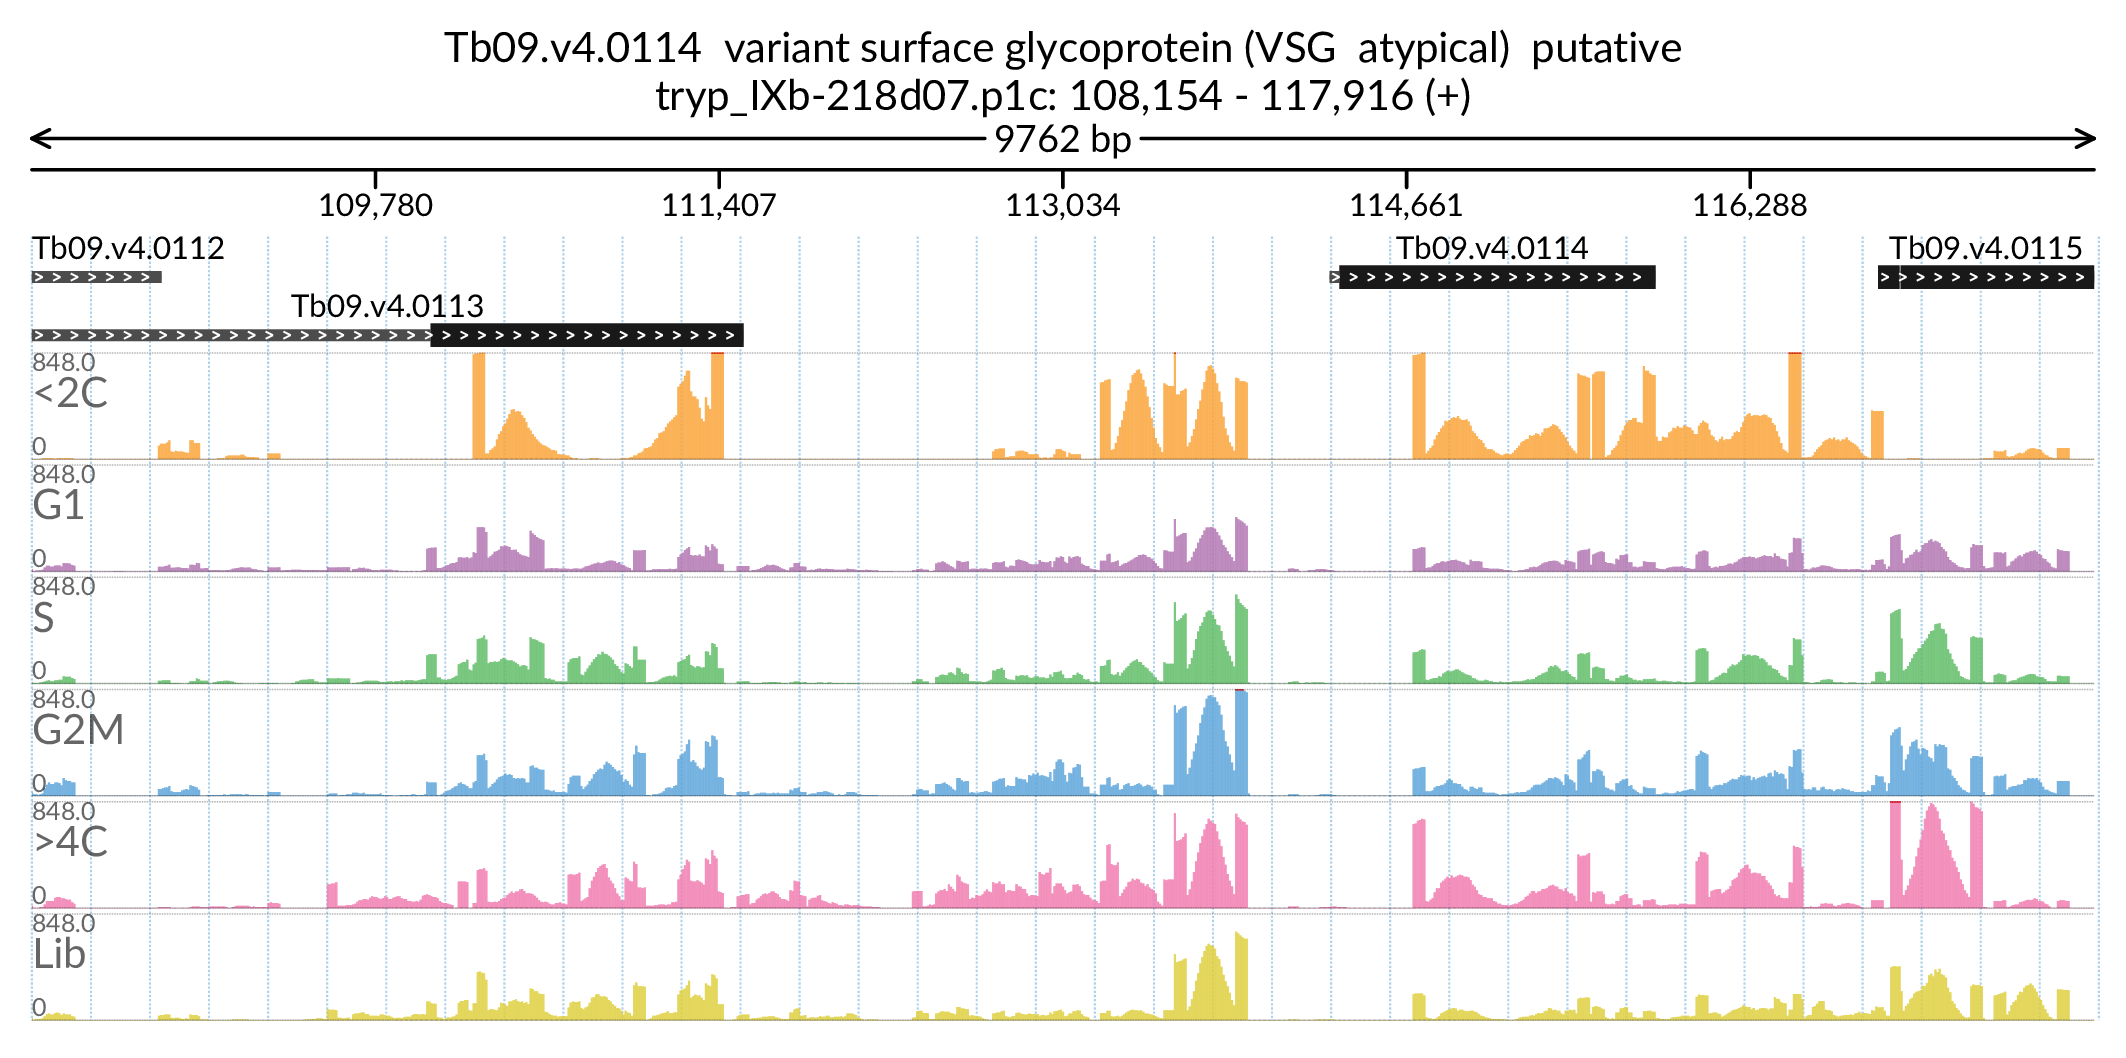 Tb09.v4.0114  variant surface glycoprotein (VSG  atypical)  putative
tryp_IXb-218d07.p1c: 108,154 - 117,916 (+)
9762 bp
109,780 111,407 113,034 114,661 116,288
Tb09.v4.0112 Tb09.v4.0114 Tb09.v4.0115
Tb09.v4.0113
848.0
<2C
0
848.0
G1
0
848.0
S
0
848.0
G2M
0
848.0
>4C
0
848.0
Lib
0